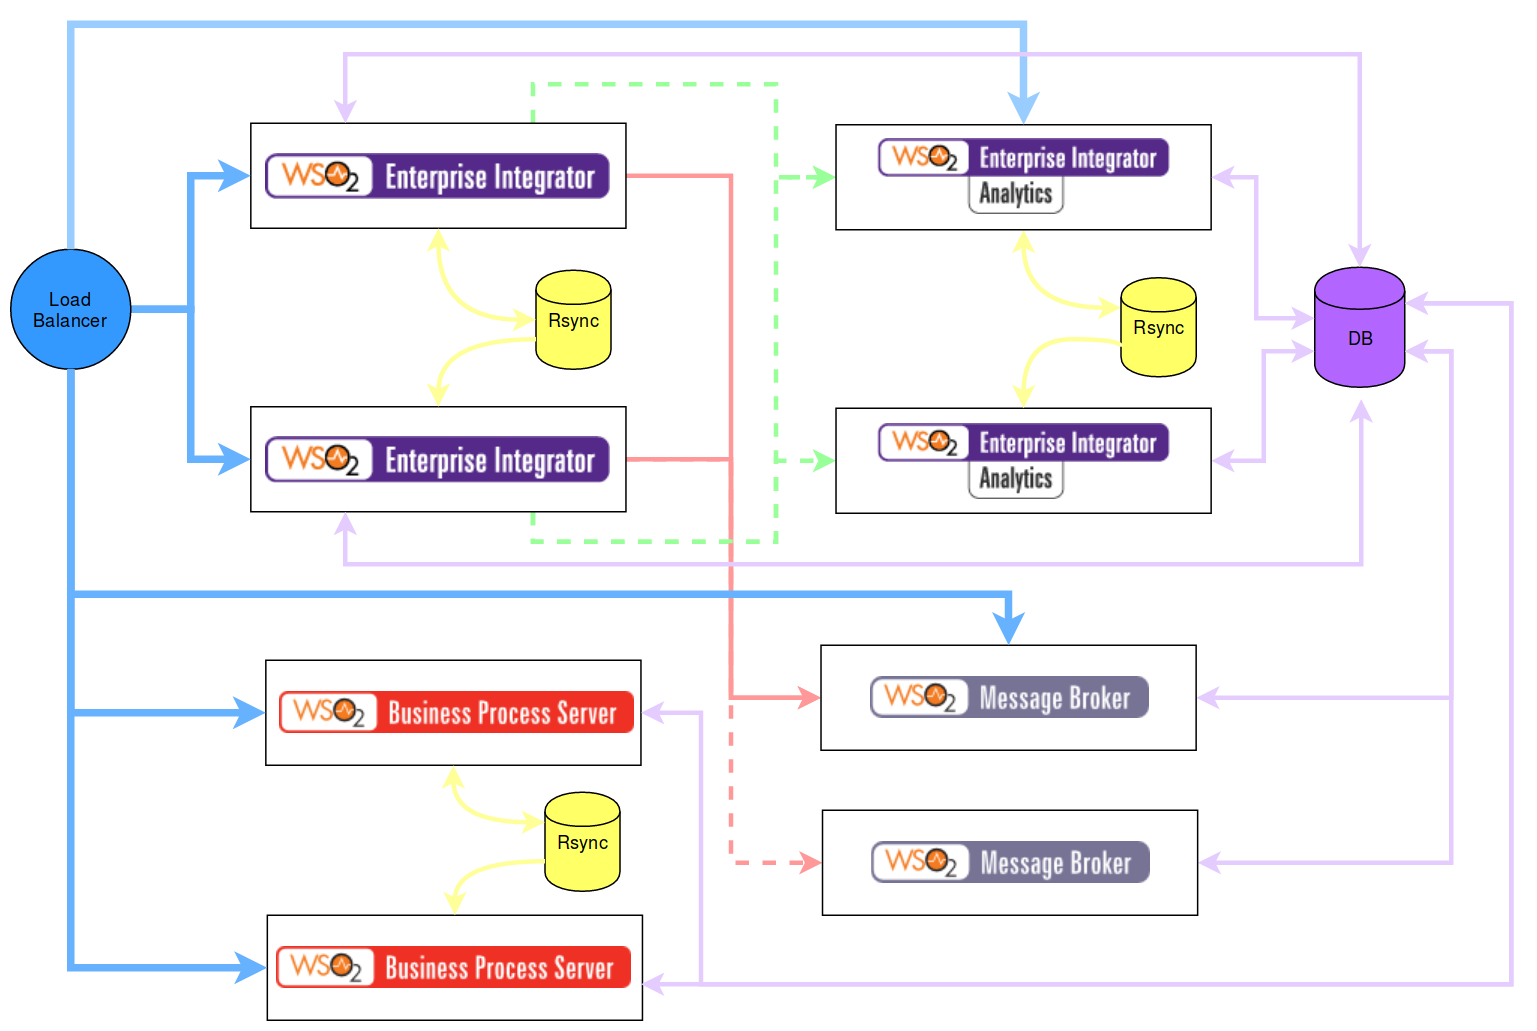 WSO2 Enterprise Integrator
WSO2 Enterprise Integrator
Analytics
Load
Balancer
Rsync
Rsync
DB
WSO2 Enterprise Integrator
WSO2 Enterprise Integrator
Analytics
WSO2 Business Process Server
WSO2 Message Broker
Rsync
WSO2 Message Broker
WSO2 Business Process Server